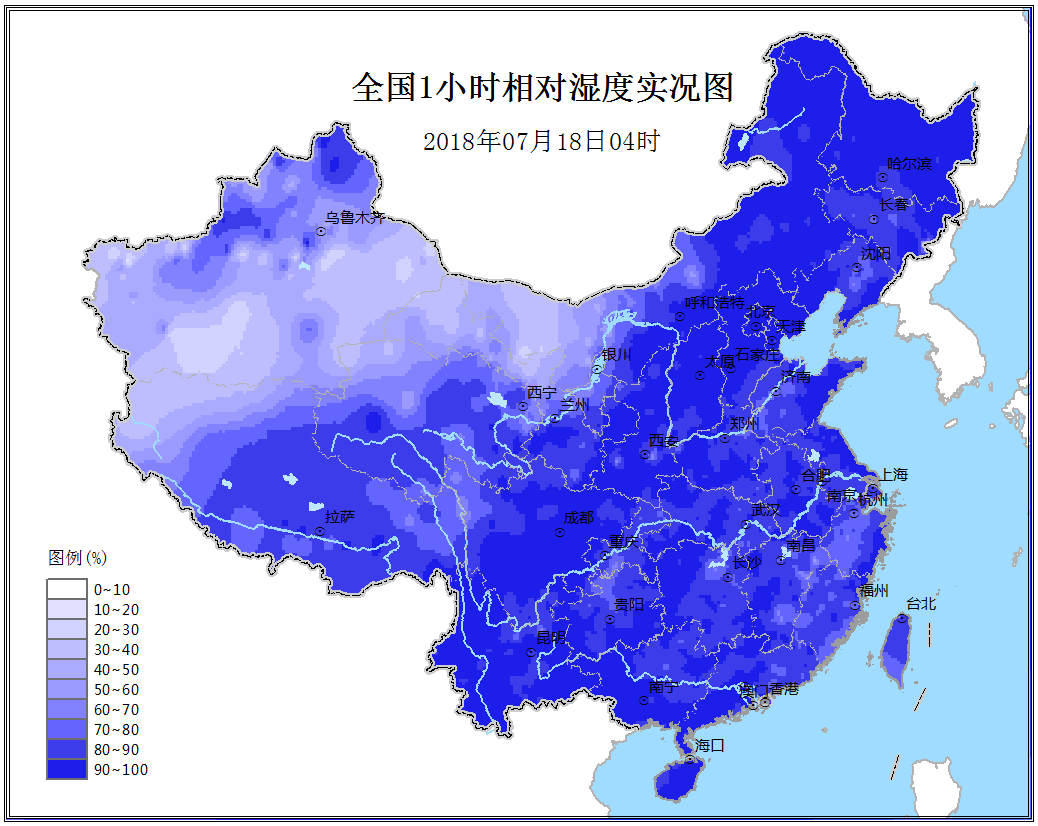 全国1小时相对湿度实况图
2018年07月18日04时
哈尔滨
长春
乌鲁木齐
沈阳
呼和浩特
北京
天津
银川
太原
石家庄
济南
西宁
兰州
郑州
西安
合肥
上海
南京
杭州
拉萨
成都
武汉
重庆
南昌
长沙
福州
贵阳
台北
昆明
南宁
澳门
香港
海口
图例(%)
0~10
10~20
20~30
30~40
40~50
50~60
60~70
70~80
80~90
90~100